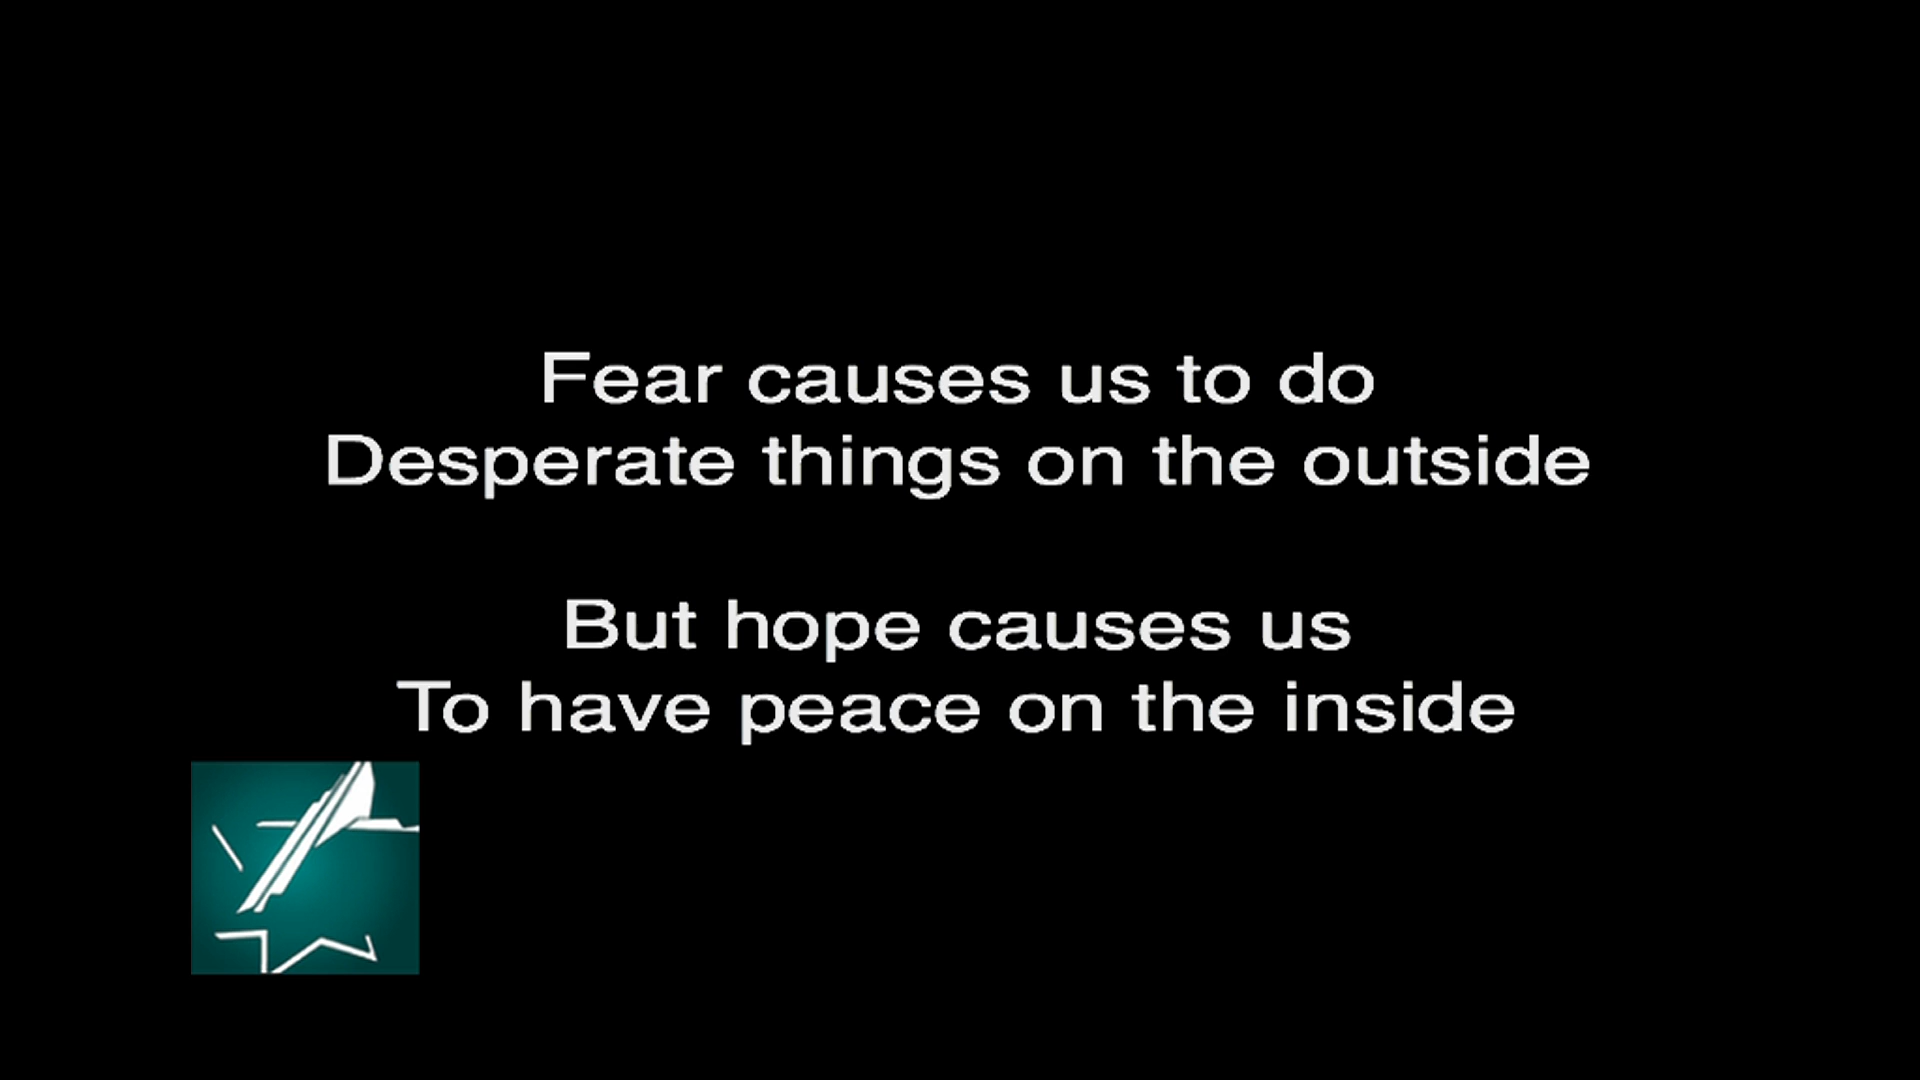 Fear causes us to do
Desperate things on the outside
But hope causes us
To have peace on the inside